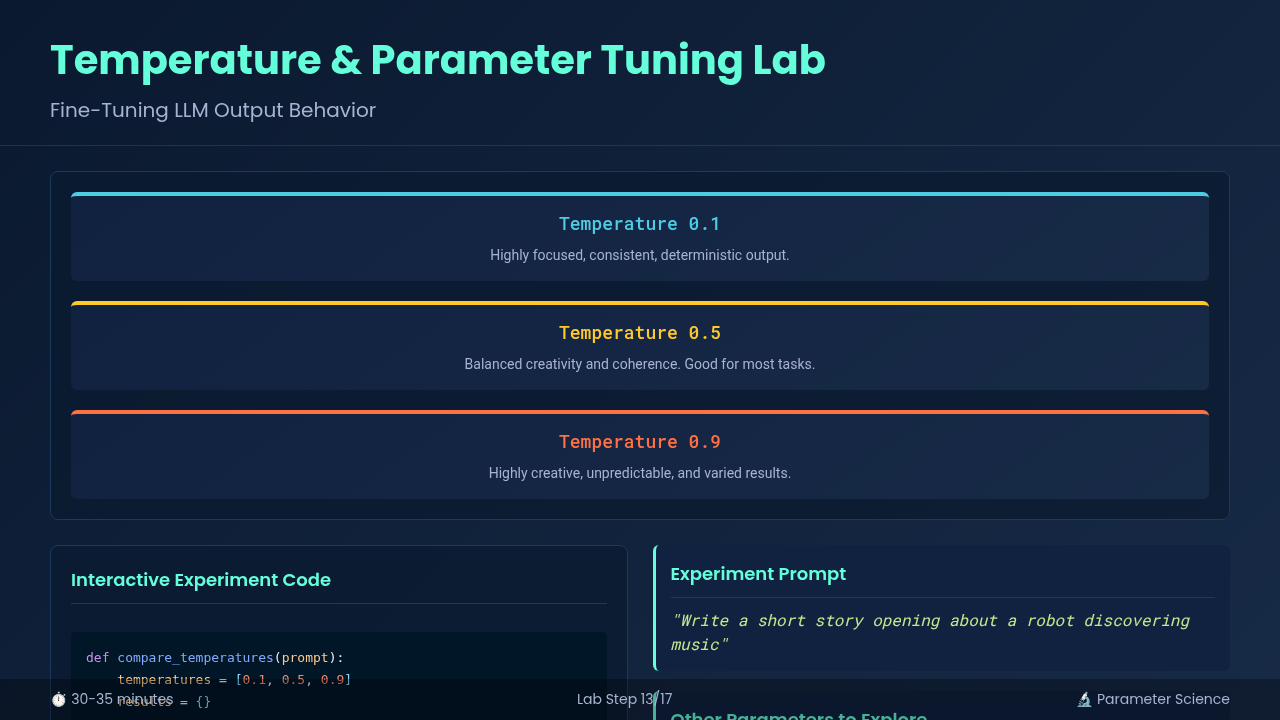 Temperature & Parameter Tuning Lab
Fine-Tuning LLM Output Behavior
Temperature 0.1
Highly focused, consistent, deterministic output.
Temperature 0.5
Balanced creativity and coherence. Good for most tasks.
Temperature 0.9
Highly creative, unpredictable, and varied results.
Interactive Experiment Code
def compare_temperatures(prompt):
temperatures = [0.1, 0.5, 0.9]
results = {}
Experiment Prompt
"Write a short story opening about a robot discovering
music"
Other Parameters to Explore
⏱️ 30-35 minutes
Lab Step 13/17
🔬 Parameter Science